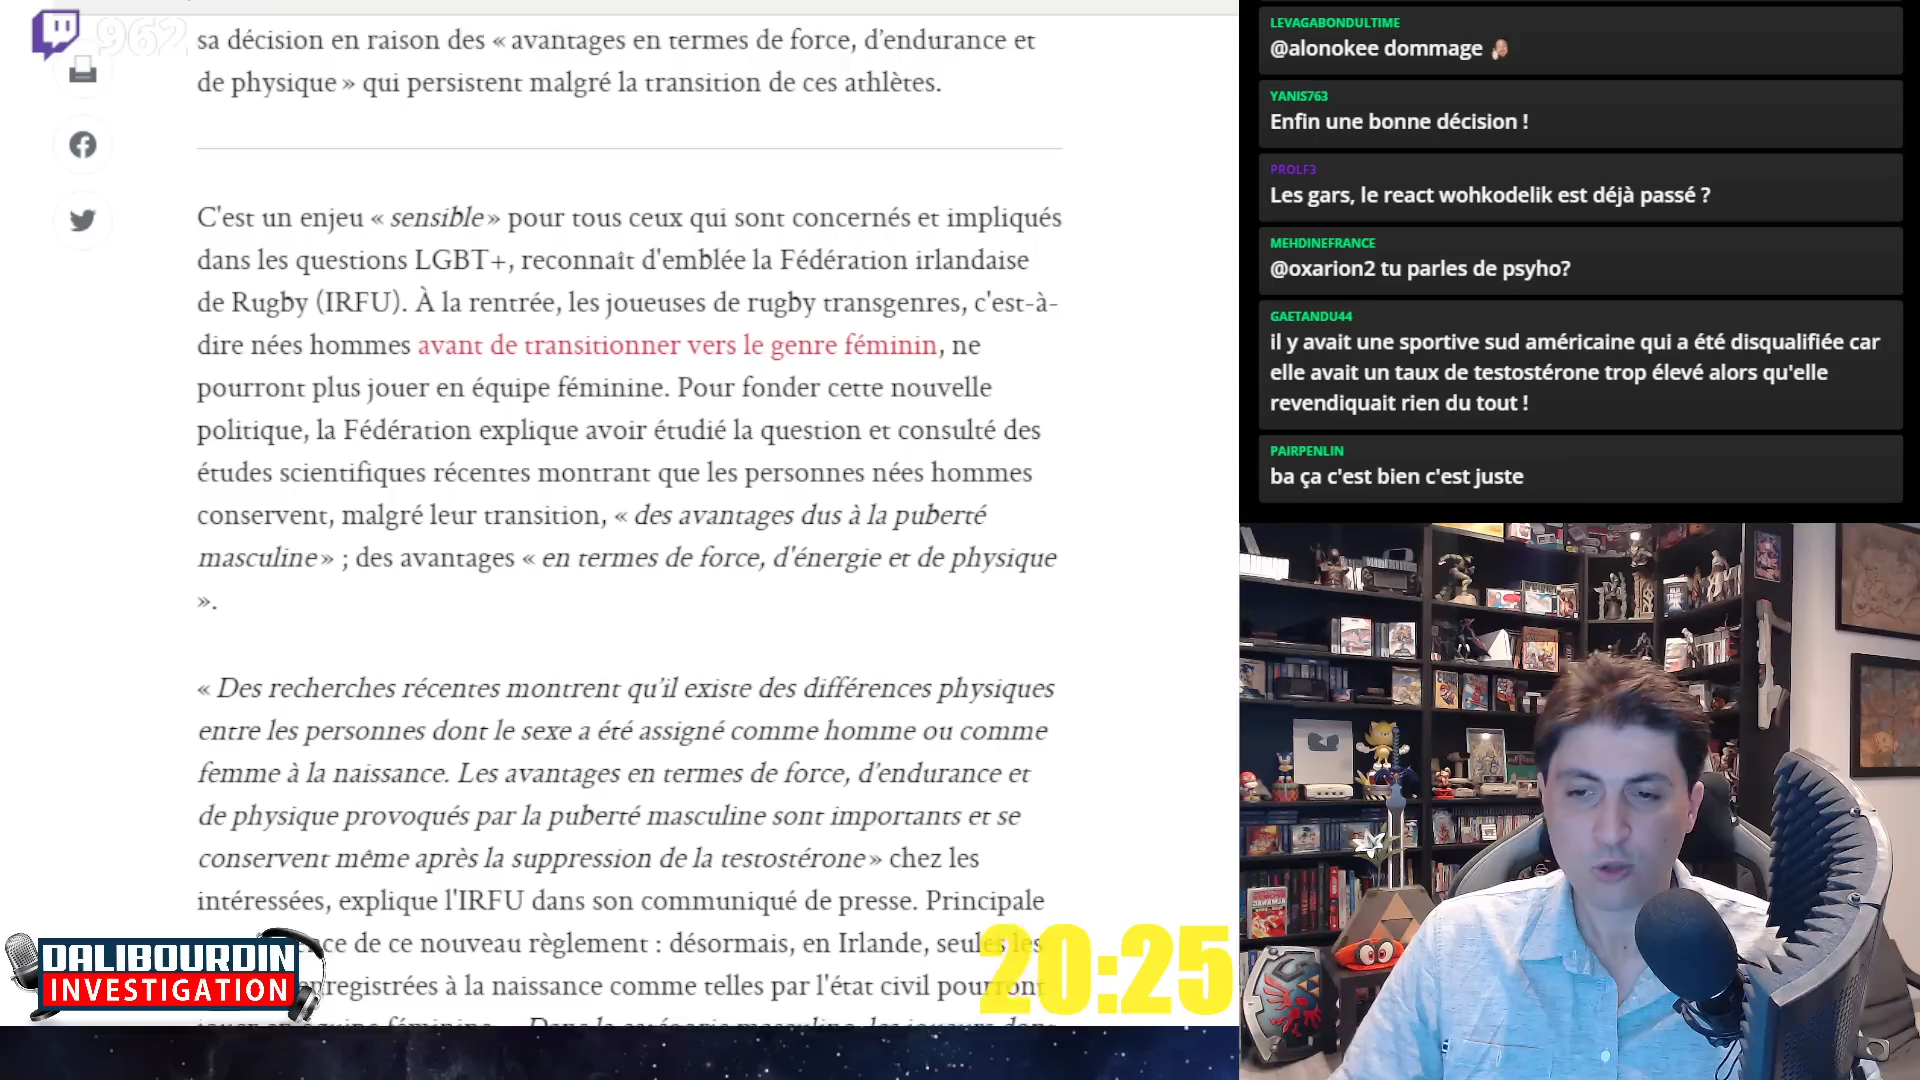 962
sa décision en raison des « avantages en termes de force, d’endurance et
de physique » qui persistent malgré la transition de ces athlètes.
C'est un enjeu « sensible » pour tous ceux qui sont concernés et impliqués
dans les questions LGBT+, reconnaît d'emblée la Fédération irlandaise
de Rugby (IRFU). À la rentrée, les joueuses de rugby transgenres, c'est-à-
dire nées hommes avant de transitionner vers le genre féminin, ne
pourront plus jouer en équipe féminine. Pour fonder cette nouvelle
politique, la Fédération explique avoir étudié la question et consulté des
études scientifiques récentes montrant que les personnes nées hommes
conservent, malgré leur transition, « des avantages dus à la puberté
masculine » ; des avantages « en termes de force, d'énergie et de physique
».
« Des recherches récentes montrent qu’il existe des différences physiques
entre les personnes dont le sexe a été assigné comme homme ou comme
femme à la naissance. Les avantages en termes de force, d’endurance et
de physique provoqués par la puberté masculine sont importants et se
conservent même après la suppression de la testostérone » chez les
intéressées, explique l'IRFU dans son communiqué de presse. Principale
de ce nouveau règlement : désormais, en Irlande, seules les
à la naissance comme telles par l'état civil pourront
DALIBOURDIN
INVESTIGATION
20:25
LEVAGABONDULTIME
@alonokee dommage
YANIS763
Enfin une bonne décision !
PROLF3
Les gars, le react wohkodelik est déjà passé ?
MEHDINEFRANCE
@oxarion2 tu parles de psyho?
GAETANDU44
il y avait une sportive sud américaine qui a été disqualifiée car
elle avait un taux de testostérone trop élevé alors qu'elle
revendiquait rien du tout !
PAIRPENLIN
ba ça c'est bien c'est juste